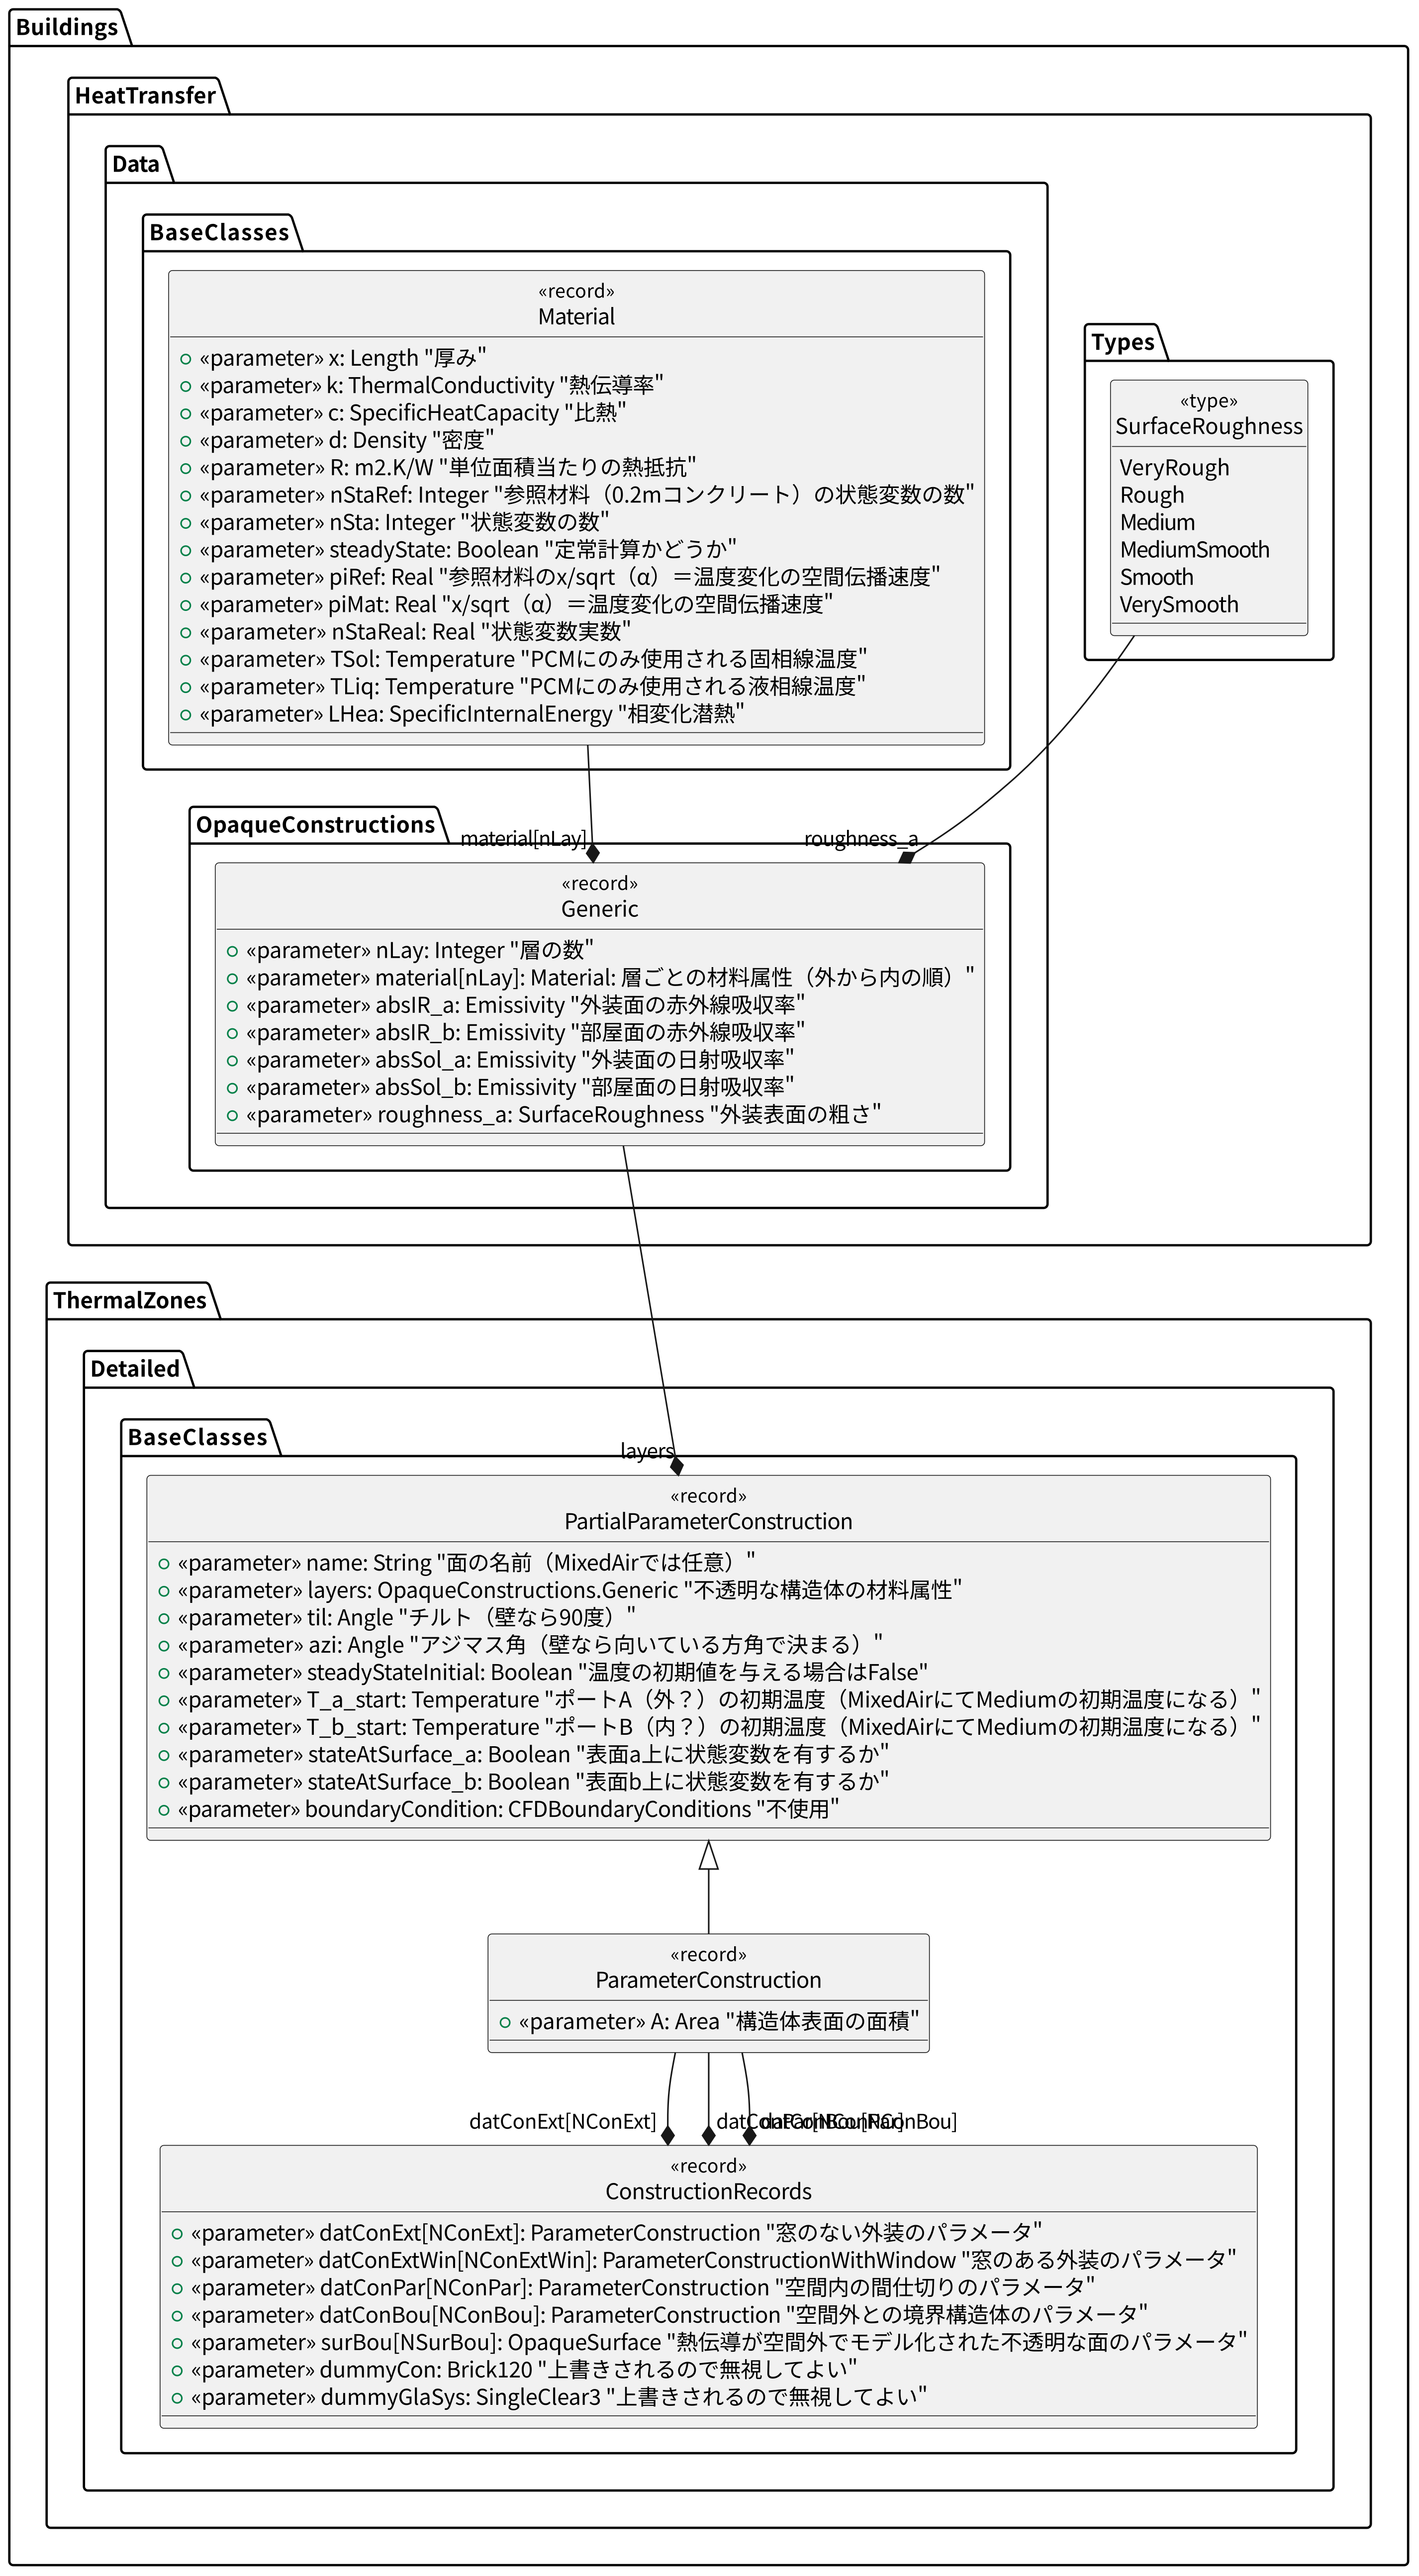 Buildings
HeatTransfer
Data
BaseClasses
«record»
Material
«parameter» x: Length "厚み"
«parameter» k: ThermalConductivity "熱伝導率"
«parameter» c: SpecificHeatCapacity "比熱"
«parameter» d: Density "密度"
«parameter» R: m2.K/W "単位面積当たりの熱抵抗"
«parameter» nStaRef: Integer "参照材料（0.2mコンクリート）の状態変数の数"
«parameter» nSta: Integer "状態変数の数"
«parameter» steadyState: Boolean "定常計算かどうか"
«parameter» piRef: Real "参照材料のx/sqrt（α）＝温度変化の空間伝播速度"
«parameter» piMat: Real "x/sqrt（α）＝温度変化の空間伝播速度"
«parameter» nStaReal: Real "状態変数実数"
«parameter» TSol: Temperature "PCMにのみ使用される固相線温度"
«parameter» TLiq: Temperature "PCMにのみ使用される液相線温度"
«parameter» LHea: SpecificInternalEnergy "相変化潜熱"
Types
«type»
SurfaceRoughness
VeryRough
Rough
Medium
MediumSmooth
Smooth
VerySmooth
OpaqueConstructions
material[nLay]
roughness_a
«record»
Generic
«parameter» nLay: Integer "層の数"
«parameter» material[nLay]: Material: 層ごとの材料属性（外から内の順）"
«parameter» absIR_a: Emissivity "外装面の赤外線吸収率"
«parameter» absIR_b: Emissivity "部屋面の赤外線吸収率"
«parameter» absSol_a: Emissivity "外装面の日射吸収率"
«parameter» absSol_b: Emissivity "部屋面の日射吸収率"
«parameter» roughness_a: SurfaceRoughness "外装表面の粗さ"
ThermalZones
Detailed
BaseClasses
layers
«record»
PartialParameterConstruction
«parameter» name: String "面の名前（MixedAirでは任意）"
«parameter» layers: OpaqueConstructions.Generic "不透明な構造体の材料属性"
«parameter» til: Angle "チルト（壁なら90度）"
«parameter» azi: Angle "アジマス角（壁なら向いている方角で決まる）"
«parameter» steadyStateInitial: Boolean "温度の初期値を与える場合はFalse"
«parameter» T_a_start: Temperature "ポートA（外？）の初期温度（MixedAirにてMediumの初期温度になる）"
«parameter» T_b_start: Temperature "ポートB（内？）の初期温度（MixedAirにてMediumの初期温度になる）"
«parameter» stateAtSurface_a: Boolean "表面a上に状態変数を有するか"
«parameter» stateAtSurface_b: Boolean "表面b上に状態変数を有するか"
«parameter» boundaryCondition: CFDBoundaryConditions "不使用"
«record»
ParameterConstruction
«parameter» A: Area "構造体表面の面積"
datConExt[NConExt]
datConPar[NConPar]
datConBou[NConBou]
«record»
ConstructionRecords
«parameter» datConExt[NConExt]: ParameterConstruction "窓のない外装のパラメータ"
«parameter» datConExtWin[NConExtWin]: ParameterConstructionWithWindow "窓のある外装のパラメータ"
«parameter» datConPar[NConPar]: ParameterConstruction "空間内の間仕切りのパラメータ"
«parameter» datConBou[NConBou]: ParameterConstruction "空間外との境界構造体のパラメータ"
«parameter» surBou[NSurBou]: OpaqueSurface "熱伝導が空間外でモデル化された不透明な面のパラメータ"
«parameter» dummyCon: Brick120 "上書きされるので無視してよい"
«parameter» dummyGlaSys: SingleClear3 "上書きされるので無視してよい"